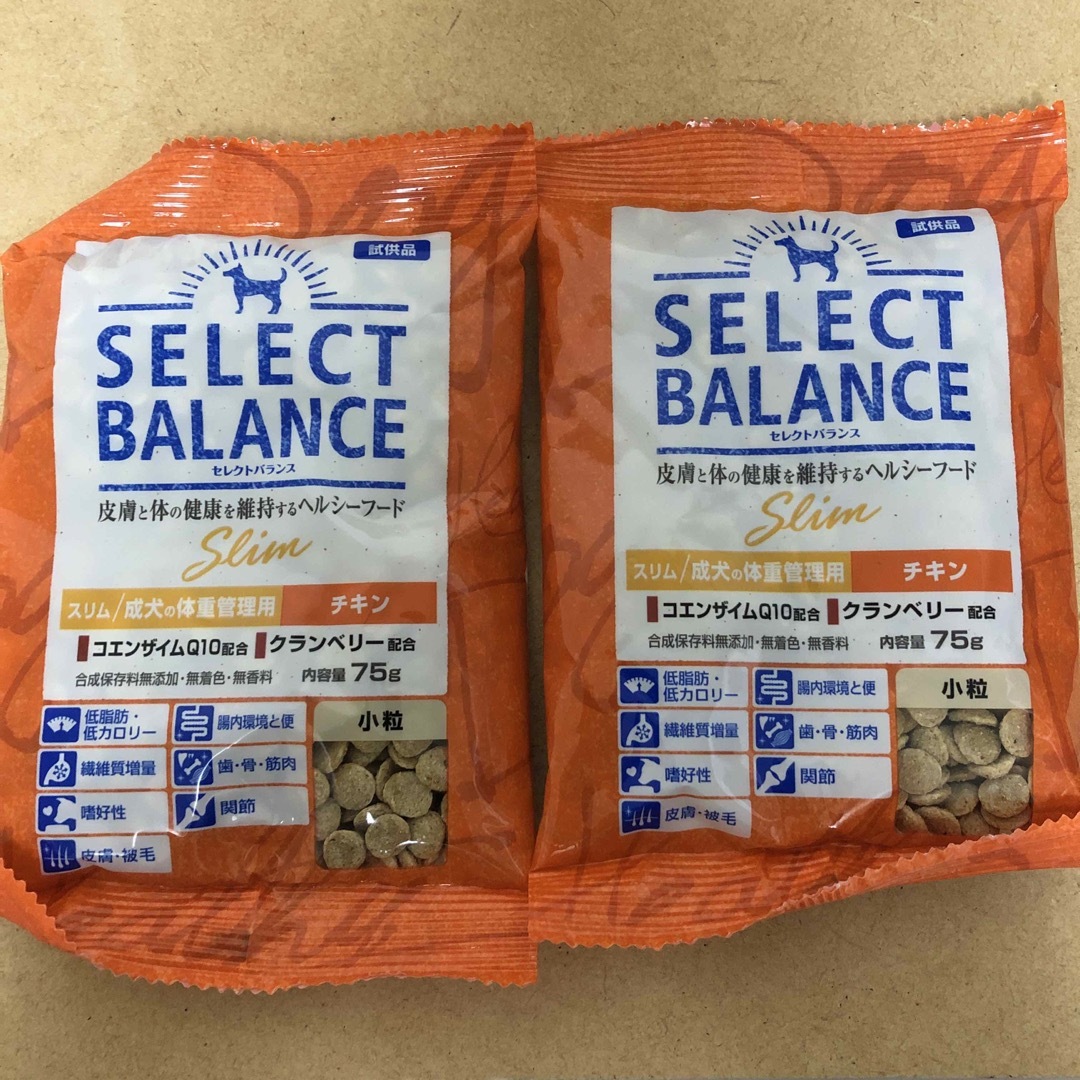 試供品
SELECT
BALANCE
セレクトバランス
皮膚と体の健康を維持するヘルシーフード
Slim
スリム/成犬の体重管理用 チキン
コエンザイムQ10配合 クランベリー配合
合成保存料無添加・無着色・無香料 内容量 75g
低脂肪・
低カロリー
腸内環境と便
繊維質増量
歯・骨・筋肉
嗜好性
関節
皮膚・被毛
小粒
試供品
SELECT
BALANCE
セレクトバランス
皮膚と体の健康を維持するヘルシーフード
Slim
スリム/成犬の体重管理用 チキン
コエンザイムQ10配合 クランベリー配合
合成保存料無添加・無着色・無香料 内容量 75g
低脂肪・
低カロリー
腸内環境と便
繊維質増量
歯・骨・筋肉
嗜好性
関節
皮膚・被毛
小粒